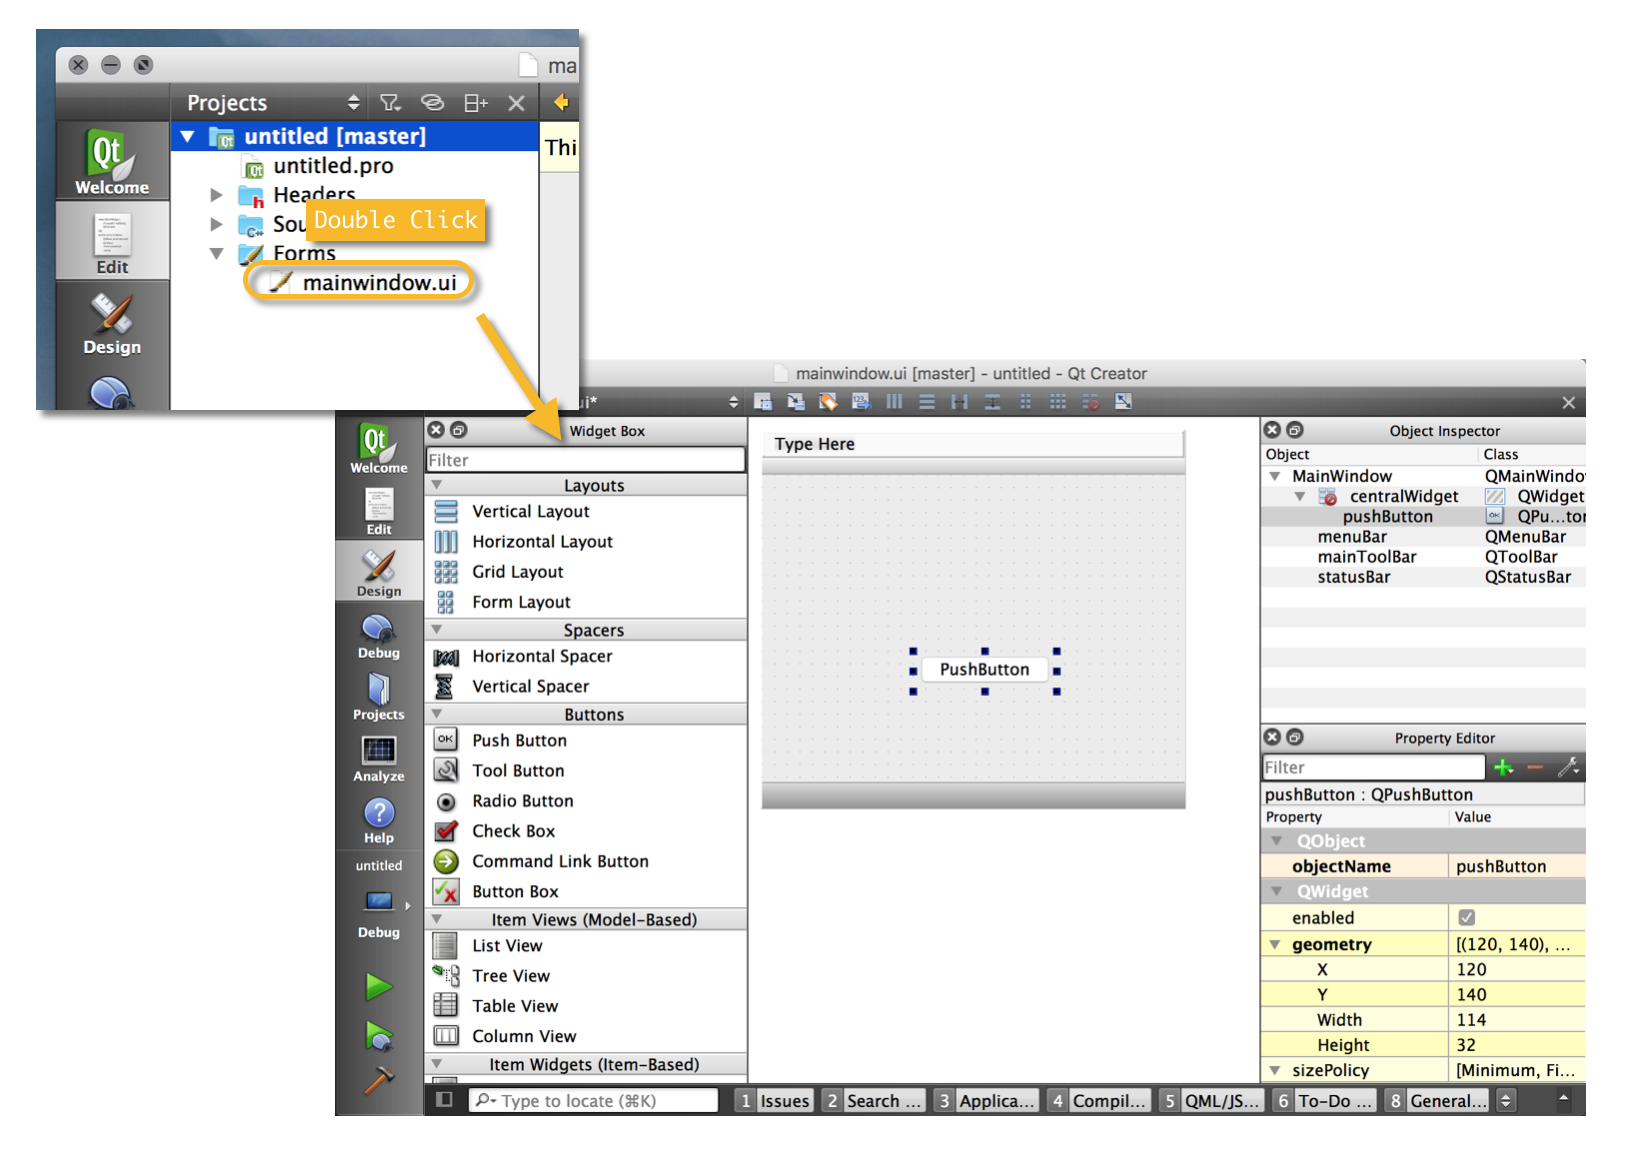 ma
Projects
untitled [master]
Thi
untitled.pro
Headers
Sou
Double Click
Forms
mainwindow.ui
Qt
Welcome
Edit
Design
mainwindow.ui [master] - untitled - Qt Creator
ui*
Qt
Welcome
Edit
Design
Debug
Projects
Analyze
Help
untitled
Debug
Widget Box
Filter
Layouts
Vertical Layout
Horizontal Layout
Grid Layout
Form Layout
Spacers
Horizontal Spacer
Vertical Spacer
Buttons
OK Push Button
Tool Button
Radio Button
Check Box
Command Link Button
Button Box
Item Views (Model-Based)
List View
Tree View
Table View
Column View
Item Widgets (Item-Based)
Type Here
PushButton
Object Inspector
Object Class
MainWindow QMainWindo
centralWidget QWidget
pushButton QPu...tor
menuBar QMenuBar
mainToolBar QToolBar
statusBar QStatusBar
Property Editor
Filter
pushButton : QPushButton
Property Value
QObject
objectName pushButton
QWidget
enabled
geometry [(120, 140), ...
X 120
Y 140
Width 114
Height 32
sizePolicy [Minimum, Fi...
Type to locate (⌘K)
1 Issues 2 Search ... 3 Applica... 4 Compil... 5 QML/JS... 6 To-Do ... 8 General...